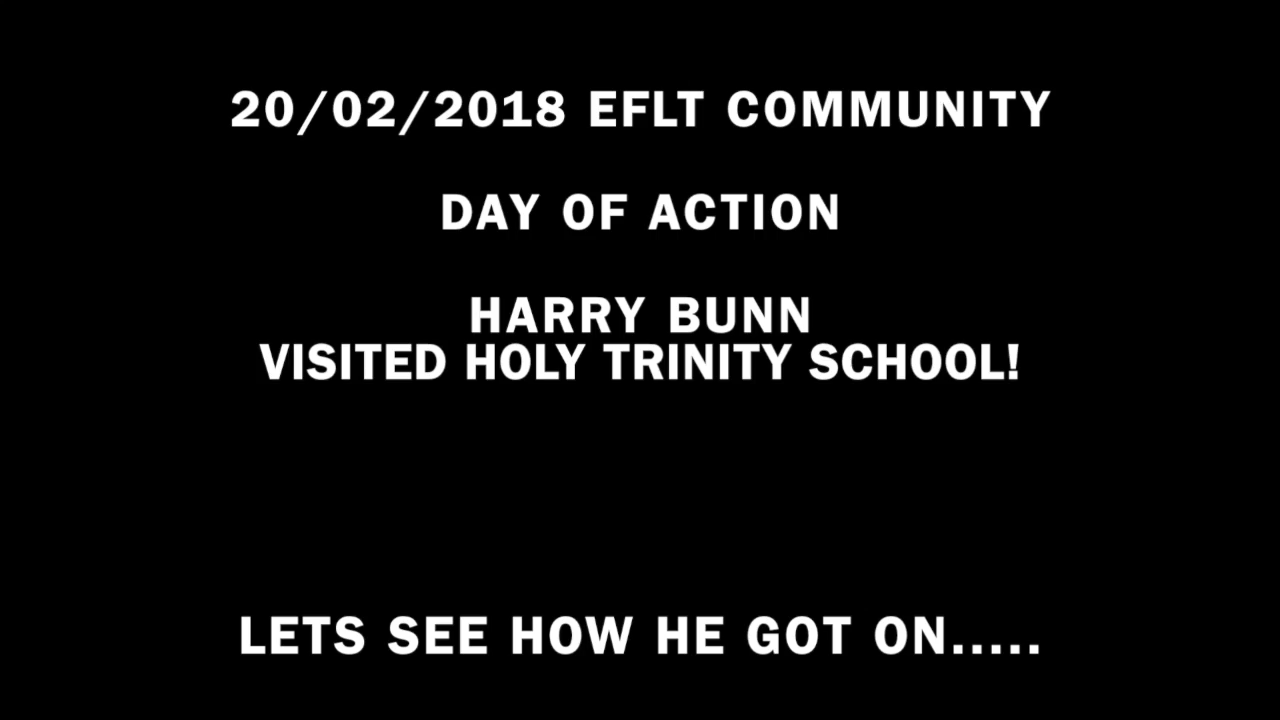 20/02/2018 EFLT COMMUNITY
DAY OF ACTION
HARRY BUNN
VISITED HOLY TRINITY SCHOOL!
LETS SEE HOW HE GOT ON.....